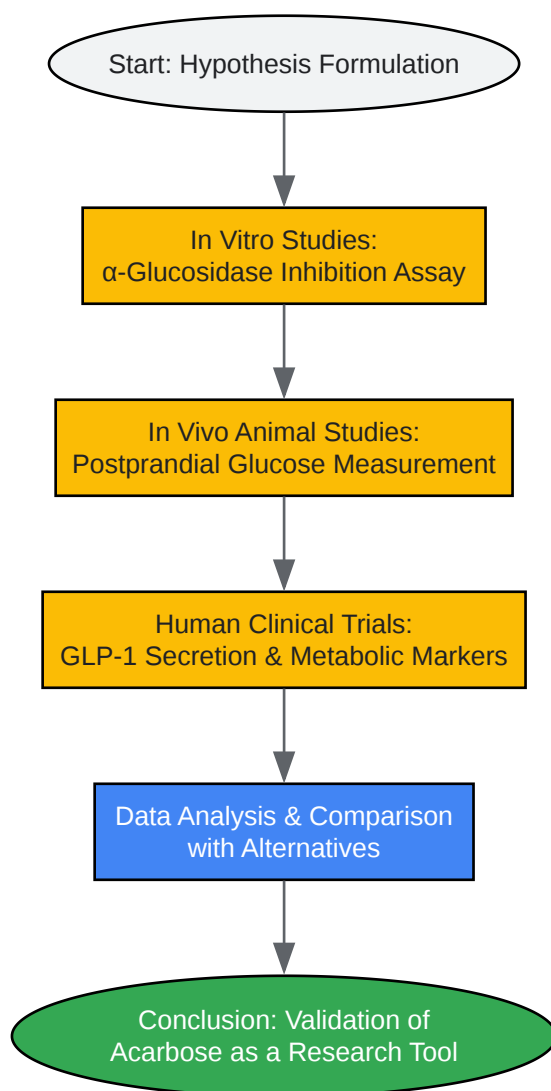 Start: Hypothesis Formulation
In Vitro Studies:
α-Glucosidase Inhibition Assay
In Vivo Animal Studies:
Postprandial Glucose Measurement
Human Clinical Trials:
GLP-1 Secretion & Metabolic Markers
Data Analysis & Comparison
with Alternatives
Conclusion: Validation of
Acarbose as a Research Tool